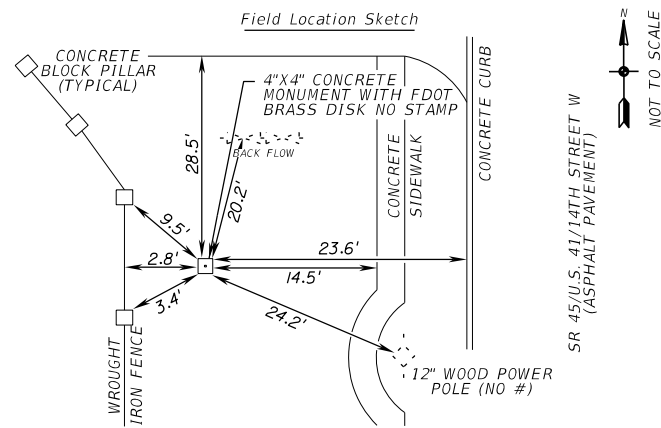 Field Location Sketch
N
NOT TO SCALE
CONCRETE
BLOCK PILLAR
(TYPICAL)
4"X4" CONCRETE
MONUMENT WITH FDOT
BRASS DISK NO STAMP
CONCRETE CURB
BACK FLOW
28.5'
20.2'
CONCRETE
SIDEWALK
SR 45/U.S. 41/14TH STREET W
(ASPHALT PAVEMENT)
9.5'
23.6'
2.8'
14.5'
3.4'
24.2'
WROUGHT
IRON FENCE
12" WOOD POWER
POLE (NO #)